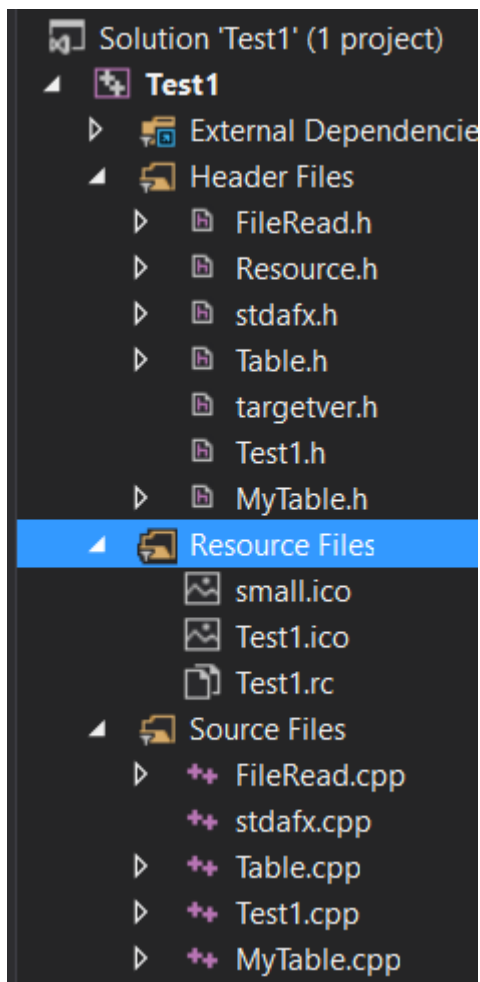 Solution 'Test1' (1 project)
Test1
External Dependencie
Header Files
FileRead.h
Resource.h
stdafx.h
Table.h
targetver.h
Test1.h
MyTable.h
Resource Files
small.ico
Test1.ico
Test1.rc
Source Files
FileRead.cpp
stdafx.cpp
Table.cpp
Test1.cpp
MyTable.cpp